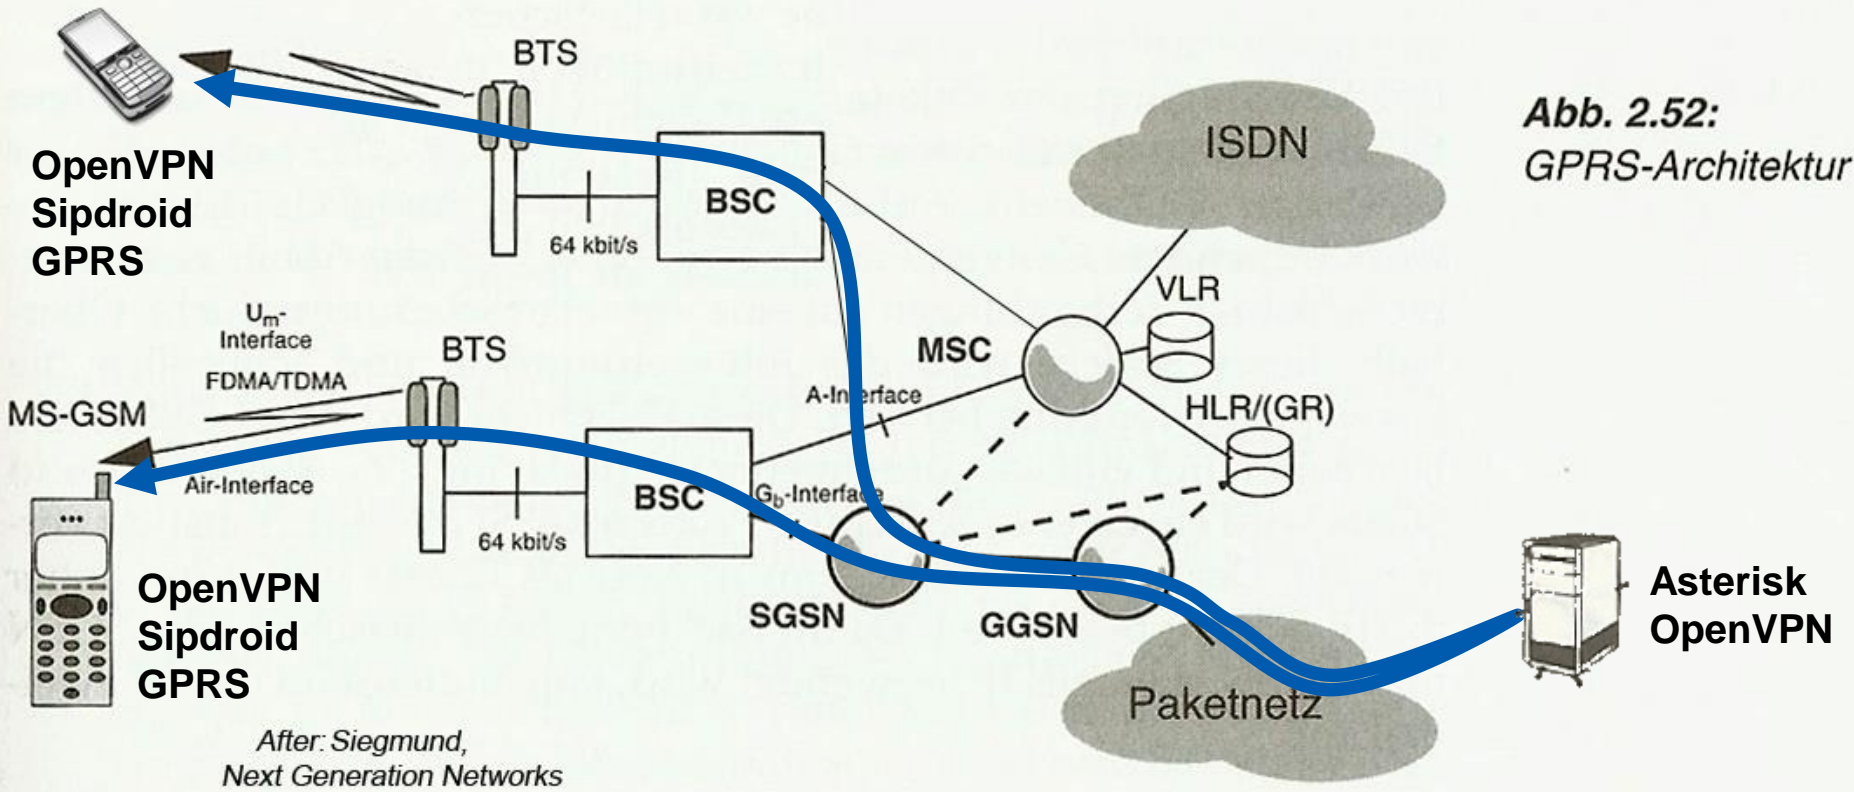 BTS
OpenVPN
Sipdroid
GPRS
BSC
64 kbit/s
ISDN
Abb. 2.52:
GPRS-Architektur
VLR
MSC
HLR/(GR)
Um-
Interface
FDMA/TDMA
BTS
MS-GSM
Air-Interface
A-Interface
BSC
Gb-Interface
64 kbit/s
SGSN
GGSN
OpenVPN
Sipdroid
GPRS
Asterisk
OpenVPN
Paketnetz
After: Siegmund,
Next Generation Networks